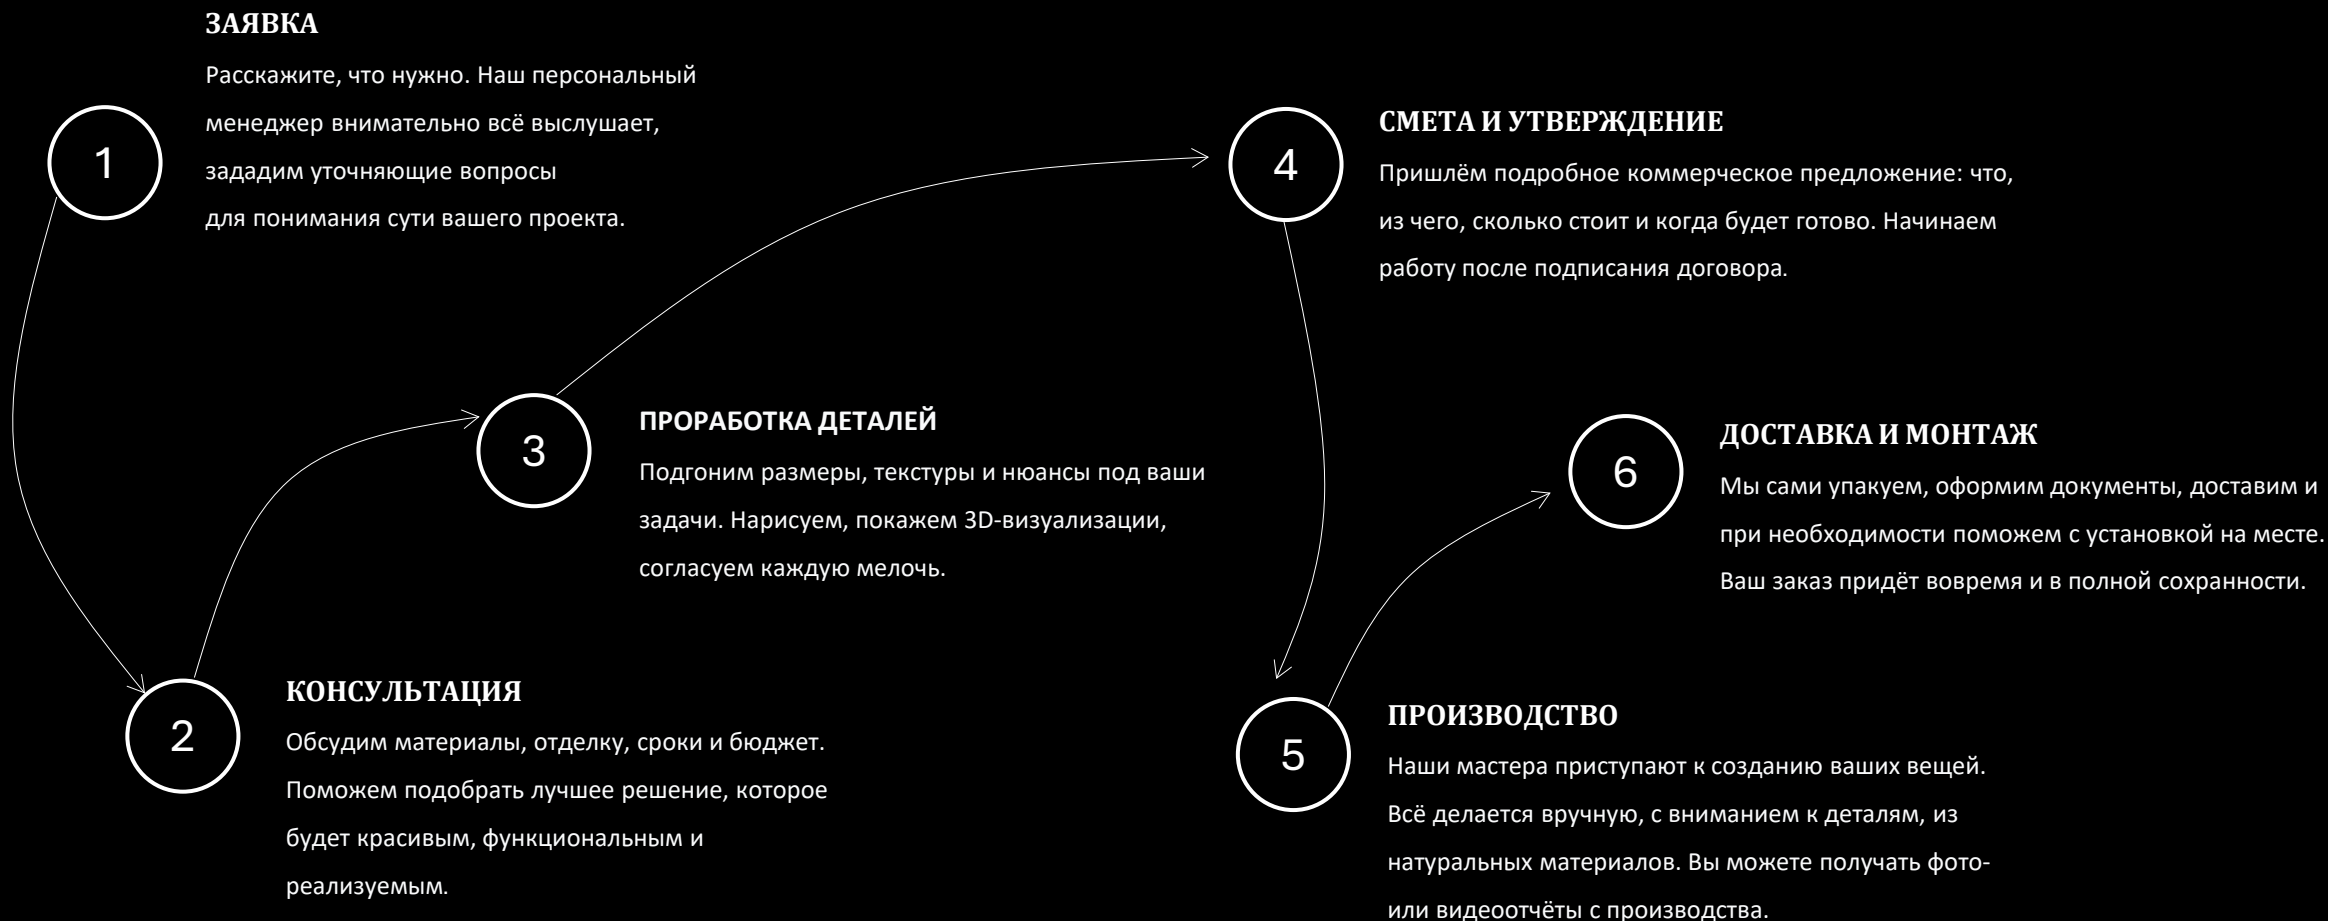 1
ЗАЯВКА
Расскажите, что нужно. Наш персональный
менеджер внимательно всё выслушает,
зададим уточняющие вопросы
для понимания сути вашего проекта.
2
КОНСУЛЬТАЦИЯ
Обсудим материалы, отделку, сроки и бюджет.
Поможем подобрать лучшее решение, которое
будет красивым, функциональным и
реализуемым.
3
ПРОРАБОТКА ДЕТАЛЕЙ
Подгоним размеры, текстуры и нюансы под ваши
задачи. Нарисуем, покажем 3D-визуализации,
согласуем каждую мелочь.
4
СМЕТА И УТВЕРЖДЕНИЕ
Пришлём подробное коммерческое предложение: что,
из чего, сколько стоит и когда будет готово. Начинаем
работу после подписания договора.
5
ПРОИЗВОДСТВО
Наши мастера приступают к созданию ваших вещей.
Всё делается вручную, с вниманием к деталям, из
натуральных материалов. Вы можете получать фото-
или видеоотчёты с производства.
6
ДОСТАВКА И МОНТАЖ
Мы сами упакуем, оформим документы, доставим и
при необходимости поможем с установкой на месте.
Ваш заказ придёт вовремя и в полной сохранности.